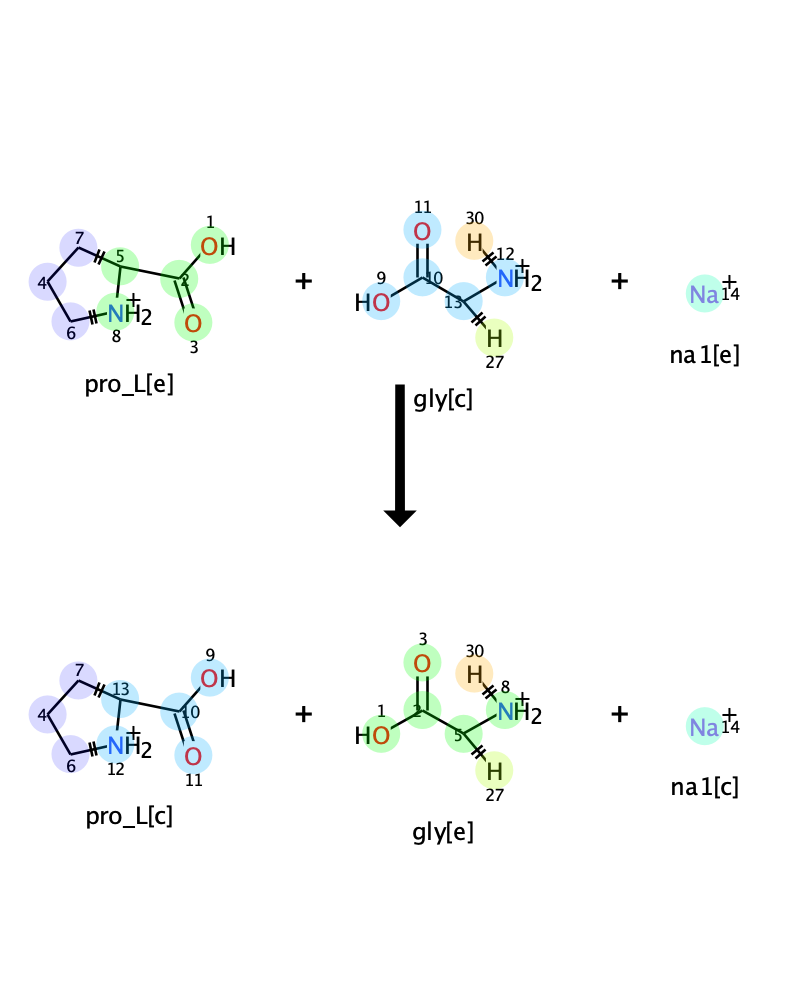 11
30
1
H
7
5
O
12
OH
+
9
10
NH2
+
4
2
+
+
+
HO
13
Na
14
NH2
O
H
6
8
3
27
na1[e]
pro_L[e]
gly[c]
3
9
30
7
13
O
H
8
OH
+
1
2
NH2
+
4
10
+
+
+
HO
5
Na
14
NH2
O
H
6
12
11
27
na1[c]
pro_L[c]
gly[e]